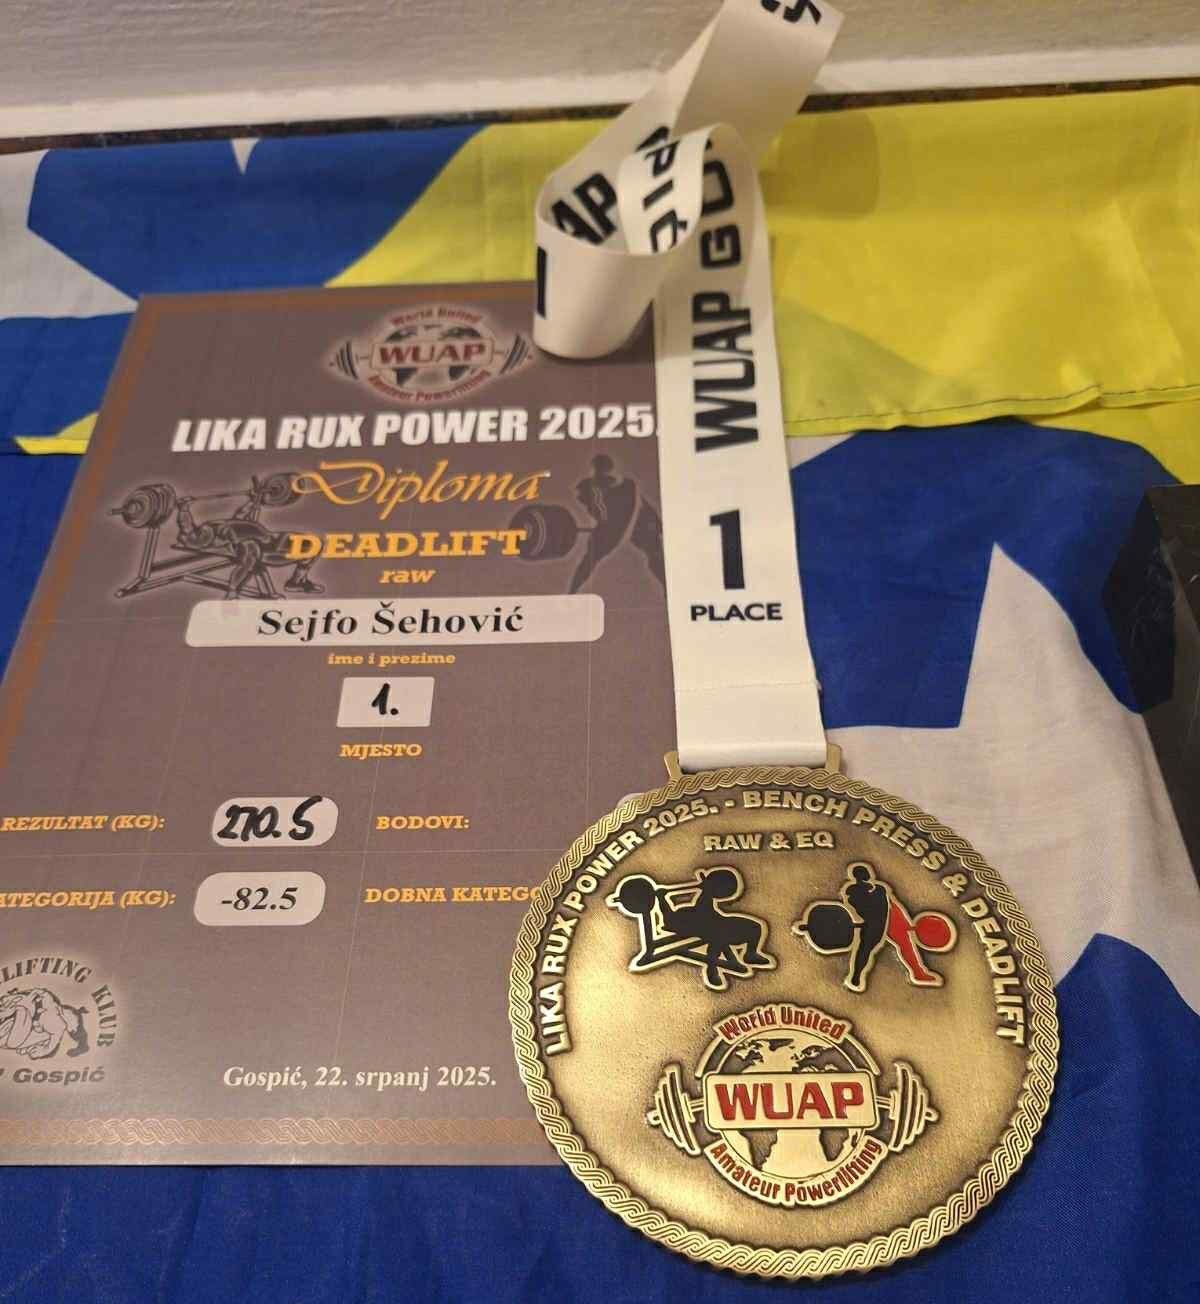 World United
WUAP
Amateur Powerlifting
LIKA RUX POWER 2025.
Diploma
DEADLIFT
raw
Sejfo Šehović
ime i prezime
1.
MJESTO
REZULTAT (KG):
270.5
BODOVI:
KATEGORIJA (KG):
-82.5
DOBNA KATEGO
LIFTING KLUB
Gospić
Gospić, 22. srpanj 2025.
WUAP
1
PLACE
LIKA RUX POWER 2025. - BENCH PRESS & DEADLIFT
RAW & EQ
World United
WUAP
Amateur Powerlifting